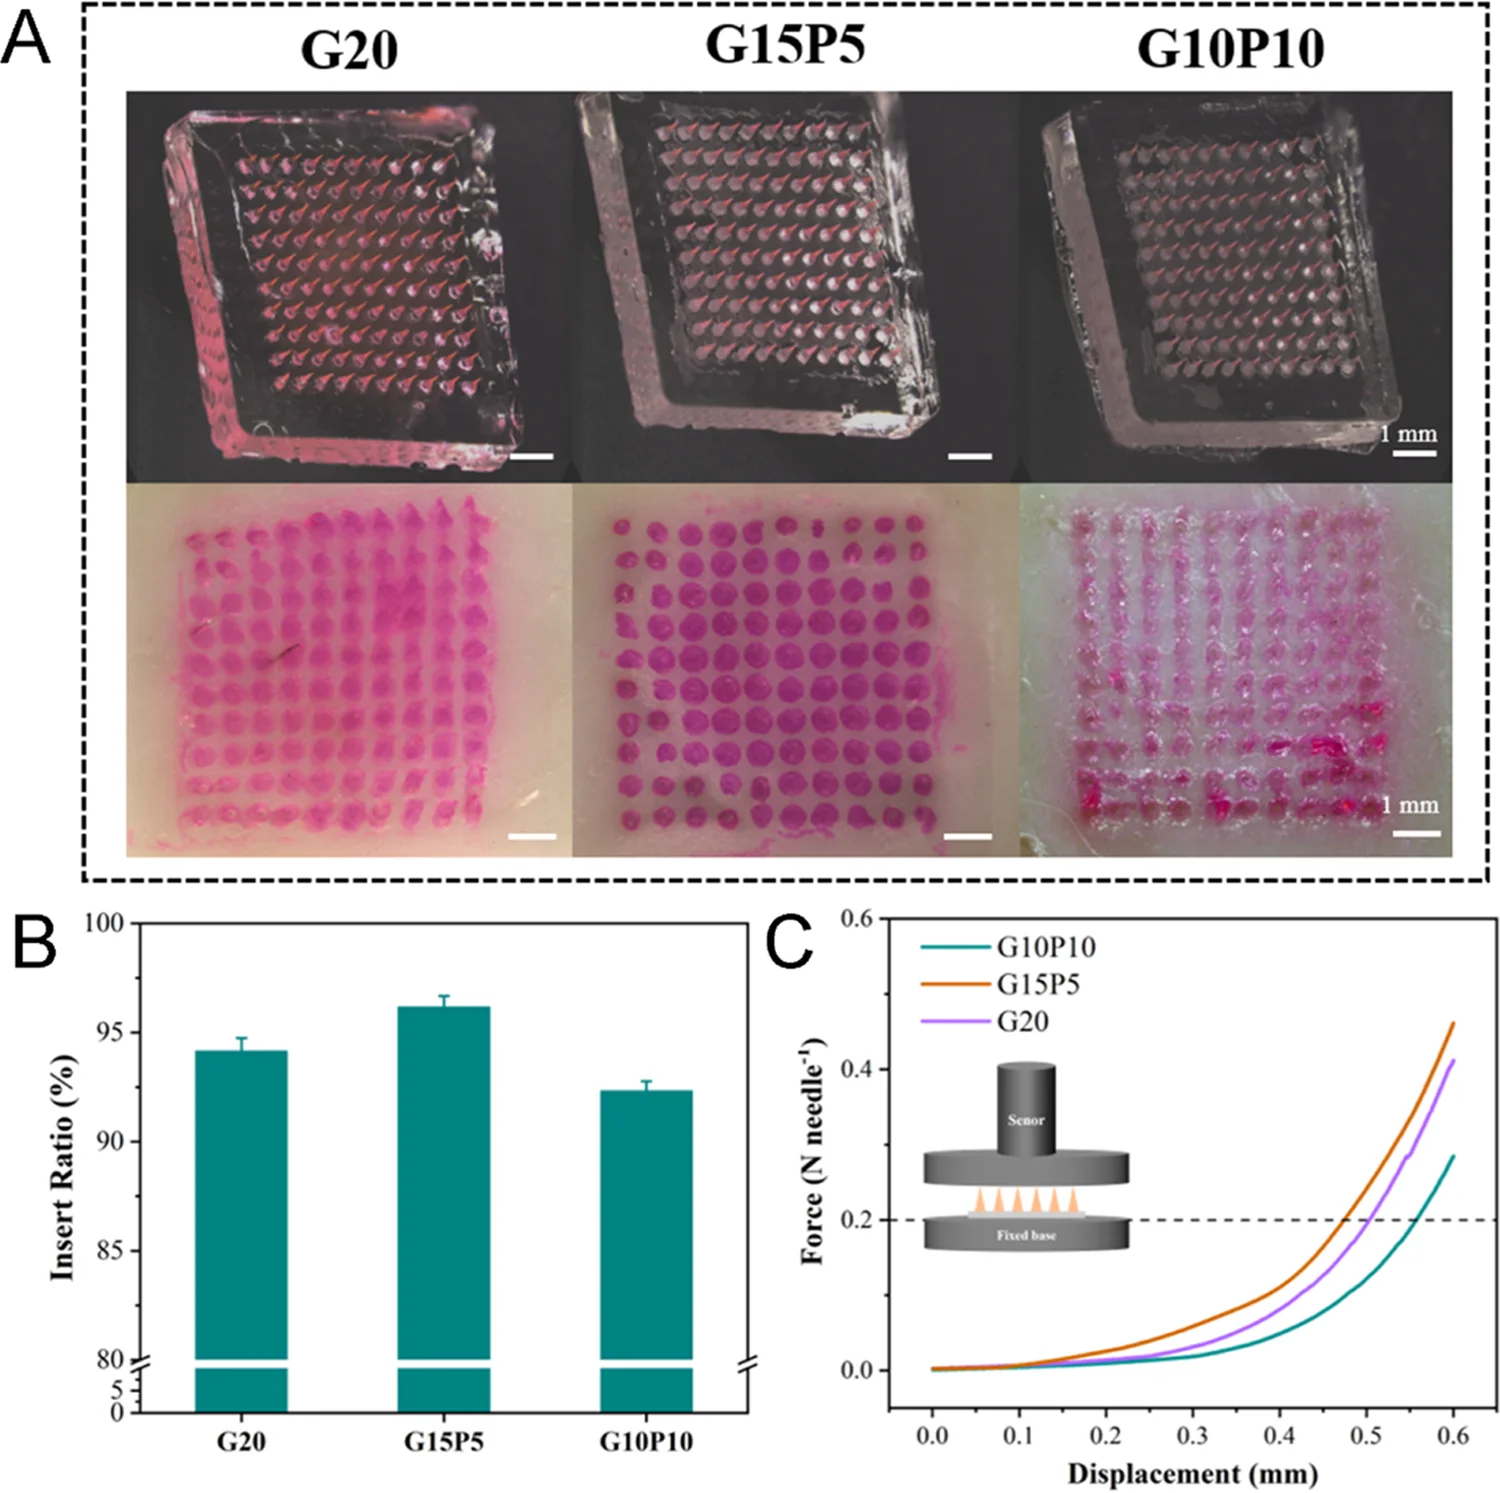 A
G20
G15P5
G10P10
1 mm
1 mm
B
100
95
90
85
80
5
0
Insert Ratio (%)
G20
G15P5
G10P10
C
0.6
0.4
0.2
0.0
Force (N needle⁻¹)
G10P10
G15P5
G20
Senor
Fixed base
0.0
0.1
0.2
0.3
0.4
0.5
0.6
Displacement (mm)